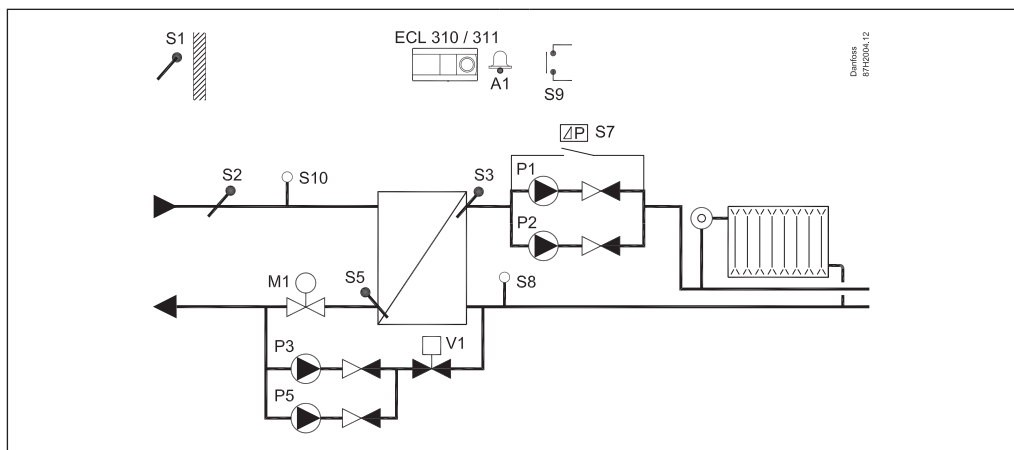 S1
ECL 310 / 311
A1
S9
Danfoss
87H2004.12
⊿P S7
S2
S10
S3
P1
P2
M1
S5
S8
P3
V1
P5